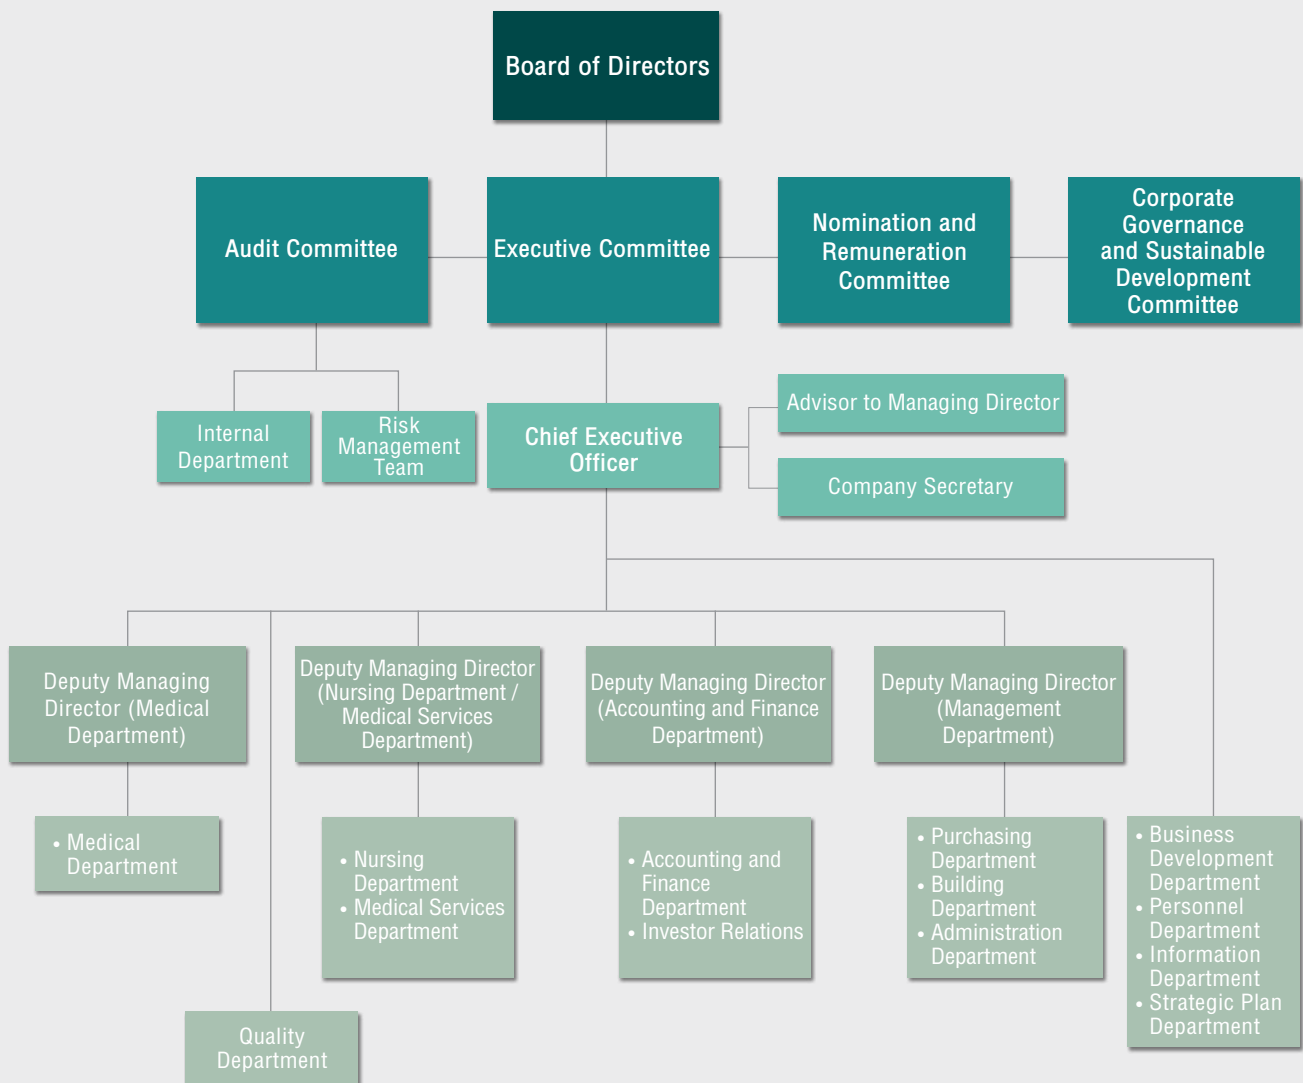 Board of Directors
Audit Committee
Executive Committee
Nomination and
Remuneration
Committee
Corporate
Governance
and Sustainable
Development
Committee
Internal
Department
Risk
Management
Team
Chief Executive
Officer
Advisor to Managing Director
Company Secretary
Deputy Managing
Director (Medical
Department)
Deputy Managing Director
(Nursing Department /
Medical Services
Department)
Deputy Managing Director
(Accounting and Finance
Department)
Deputy Managing Director
(Management
Department)
• Medical
Department
• Nursing
Department
• Medical Services
Department
• Accounting and
Finance
Department
• Investor Relations
• Purchasing
Department
• Building
Department
• Administration
Department
• Business
Development
Department
• Personnel
Department
• Information
Department
• Strategic Plan
Department
Quality
Department